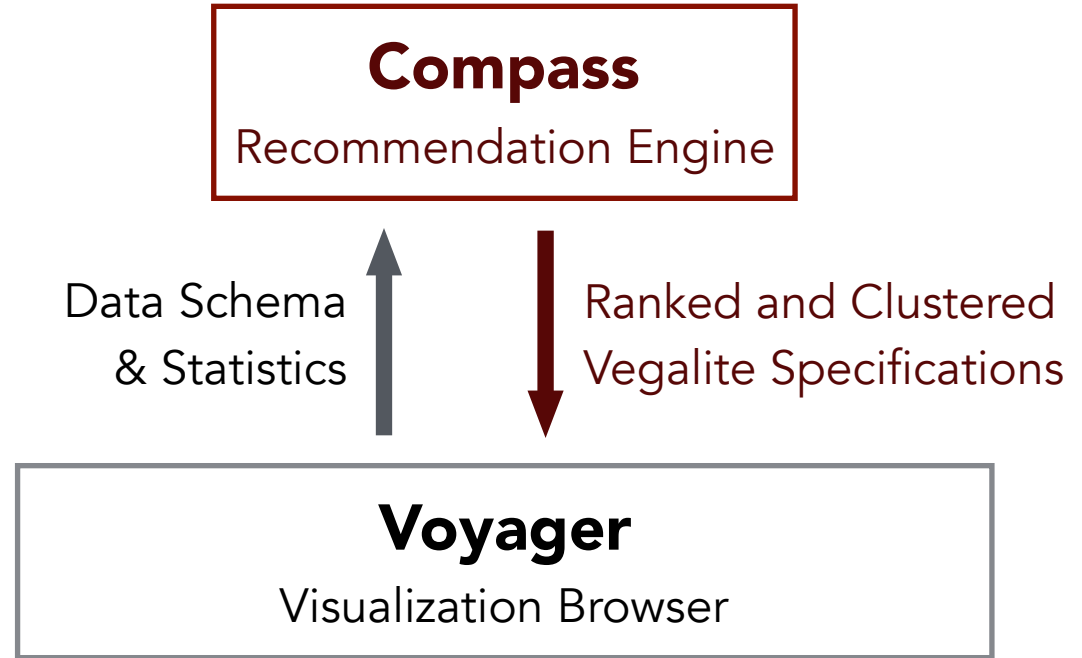 Compass
Recommendation Engine
Data Schema
& Statistics
Ranked and Clustered
Vegalite Specifications
Voyager
Visualization Browser